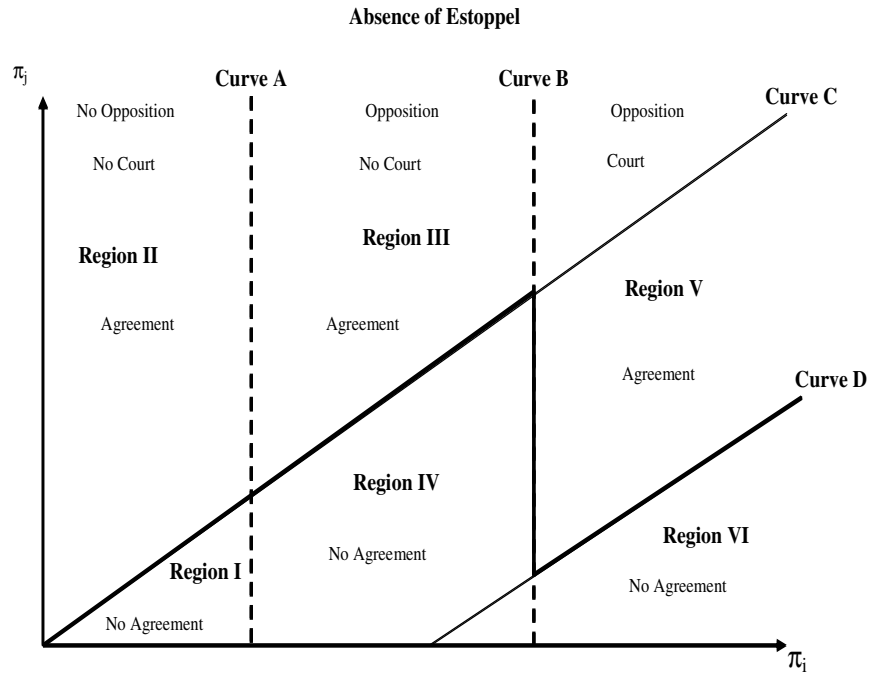 Absence of Estoppel
πj
Curve A
Curve B
Curve C
No Opposition
Opposition
Opposition
No Court
No Court
Court
Region II
Region III
Region V
Agreement
Agreement
Agreement
Curve D
Region IV
Region VI
Region I
No Agreement
No Agreement
No Agreement
πi